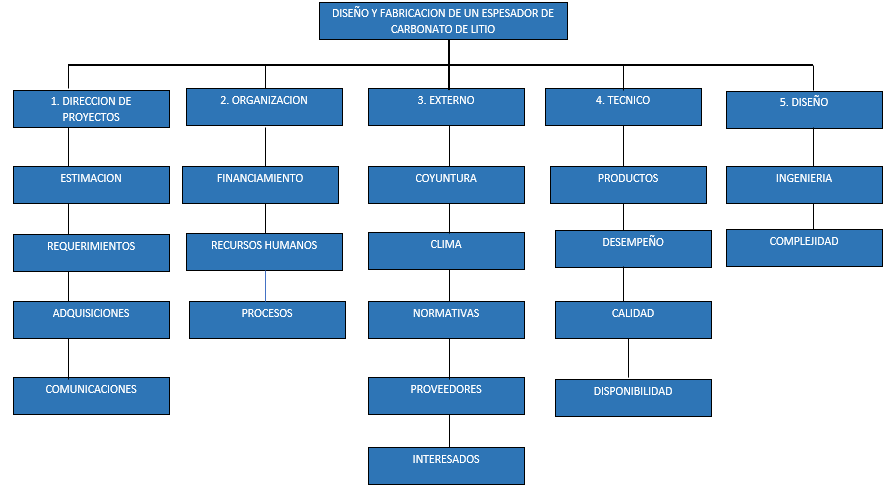 DISEÑO Y FABRICACION DE UN ESPESADOR DE
CARBONATO DE LITIO
1. DIRECCION DE
PROYECTOS
2. ORGANIZACION
3. EXTERNO
4. TECNICO
5. DISEÑO
ESTIMACION
FINANCIAMIENTO
COYUNTURA
PRODUCTOS
INGENIERIA
REQUERIMIENTOS
RECURSOS HUMANOS
CLIMA
DESEMPEÑO
COMPLEJIDAD
ADQUISICIONES
PROCESOS
NORMATIVAS
CALIDAD
COMUNICACIONES
PROVEEDORES
DISPONIBILIDAD
INTERESADOS